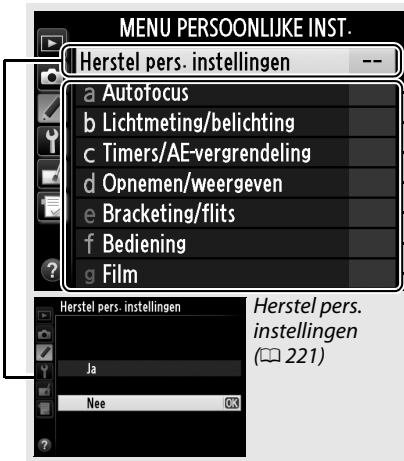 MENU PERSOONLIJKE INST.
Herstel pers. instellingen --
a Autofocus
b Lichtmeting/belichting
c Timers/AE-vergrendeling
d Opnemen/weergeven
e Bracketing/flits
f Bediening
g Film
?
Herstel pers. instellingen
Ja
Nee OK
?
Herstel pers.
instellingen
(221)